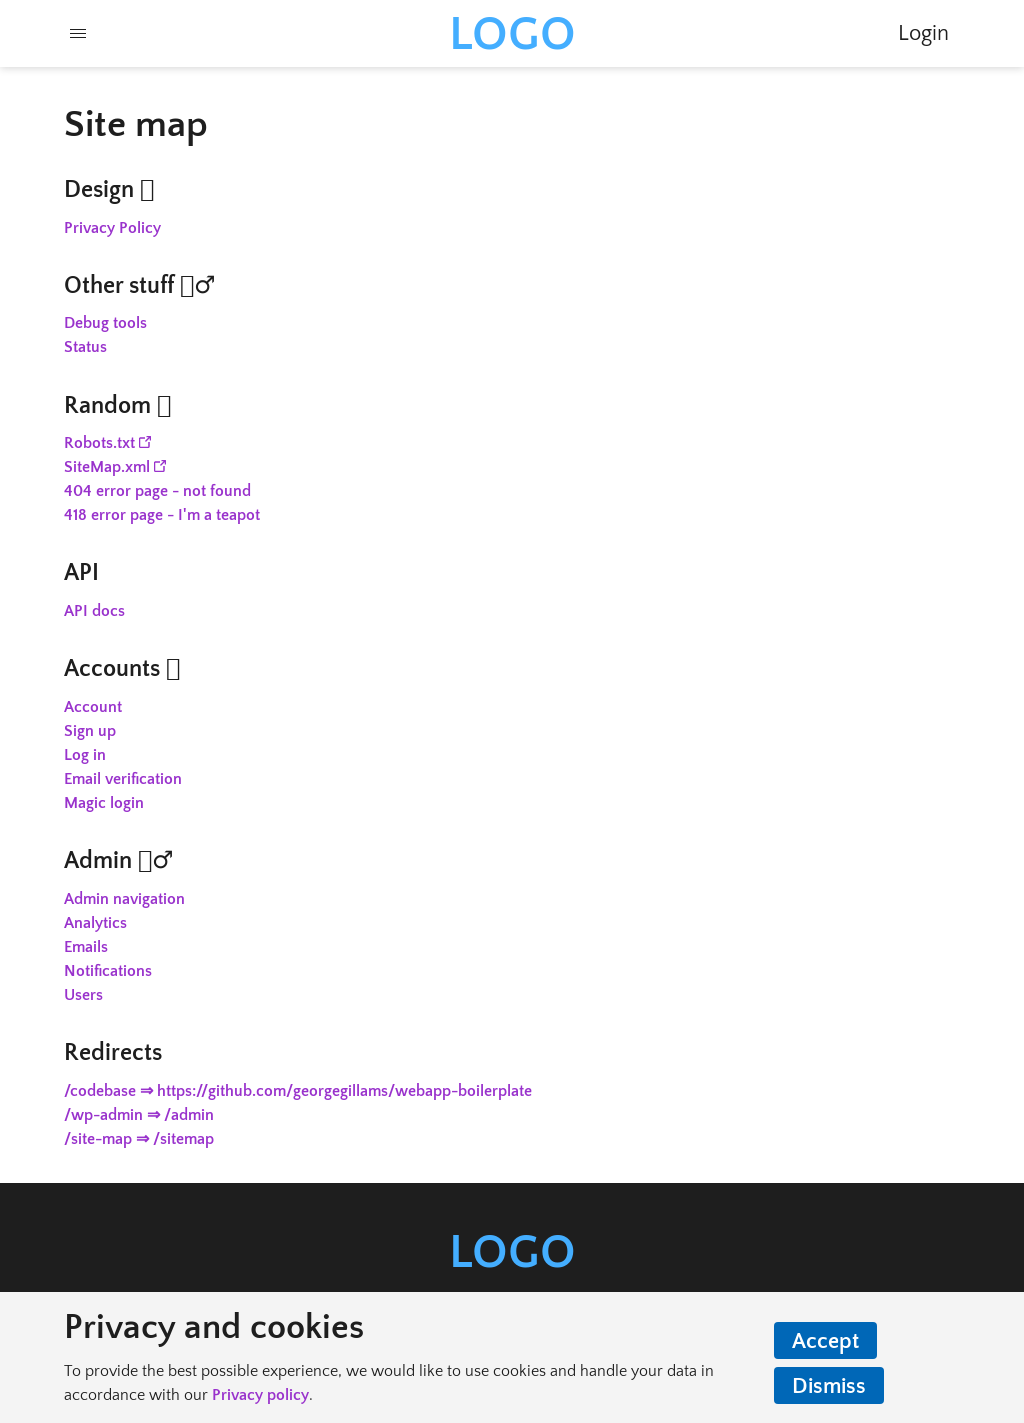 LOGO
Login
Site map
Design
Privacy Policy
Other stuff ♂
Debug tools
Status
Random
Robots.txt
SiteMap.xml
404 error page - not found
418 error page - I'm a teapot
API
API docs
Accounts
Account
Sign up
Log in
Email verification
Magic login
Admin ♂
Admin navigation
Analytics
Emails
Notifications
Users
Redirects
/codebase ⇒ https://github.com/georgegillams/webapp-boilerplate
/wp-admin ⇒ /admin
/site-map ⇒ /sitemap
LOGO
Privacy and cookies
To provide the best possible experience, we would like to use cookies and handle your data in
accordance with our Privacy policy.
Accept
Dismiss